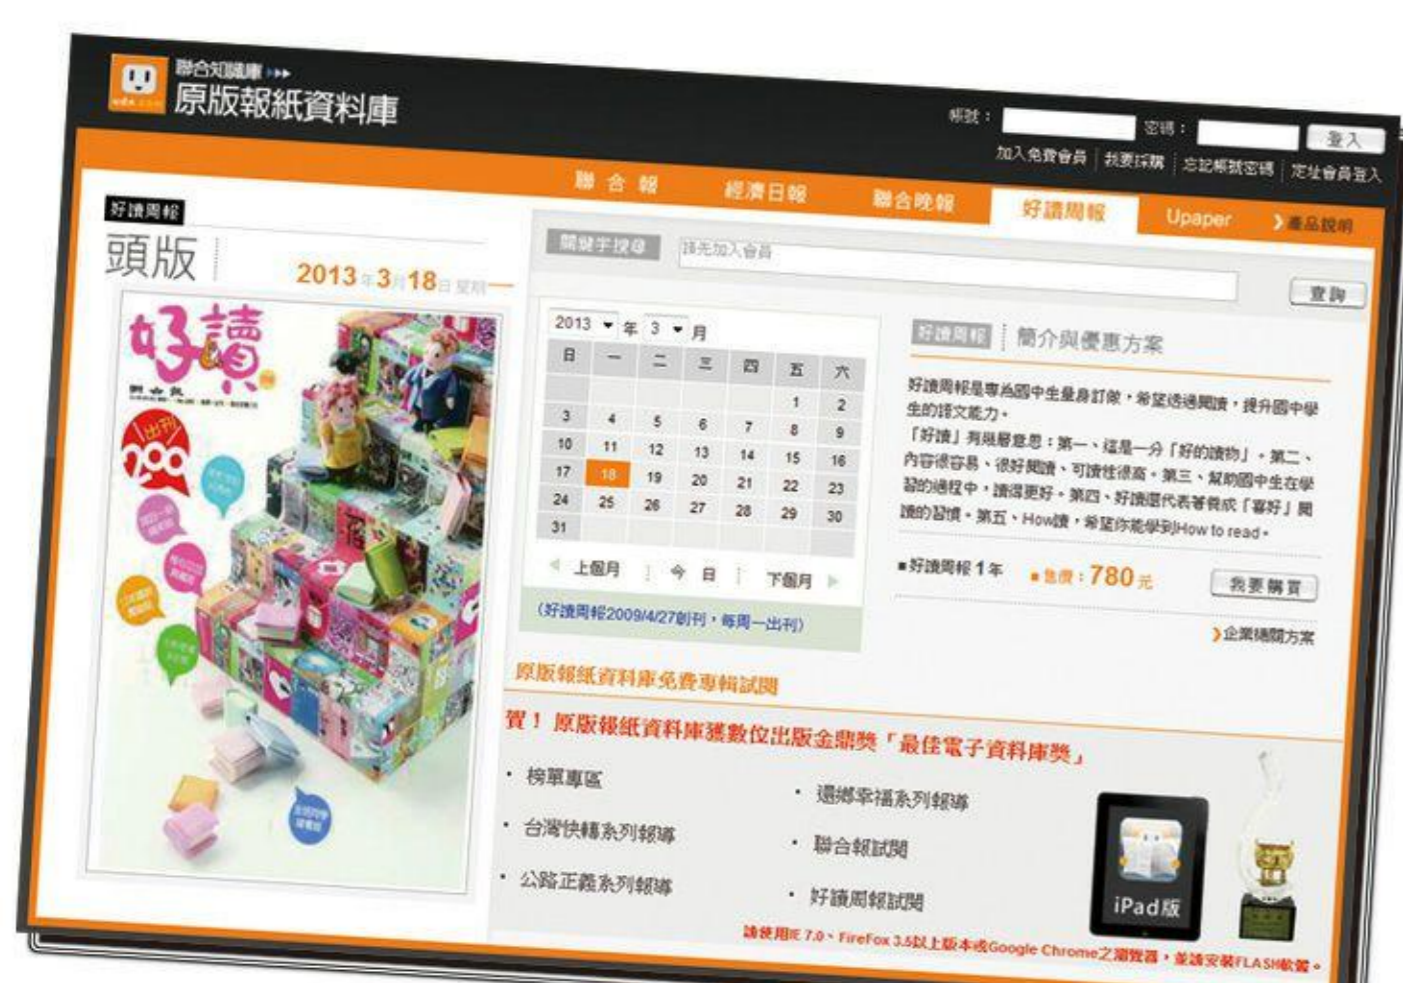 聯合知識庫
原版報紙資料庫
帳號：
密碼：
登入
加入免費會員 | 我要採購 | 忘記帳號密碼 | 定址會員登入
聯合報
經濟日報
聯合晚報
好讀周報
Upaper
產品說明
好讀周報
頭版
2013年3月18日 星期一
好讀
聯合報
出刊
200
關鍵字搜尋
請先加入會員
查詢
2013 年 3 月
日 一 二 三 四 五 六
1 2
3 4 5 6 7 8 9
10 11 12 13 14 15 16
17 18 19 20 21 22 23
24 25 26 27 28 29 30
31
上個月 今日 下個月
(好讀周報2009/4/27創刊，每周一出刊)
好讀周報
簡介與優惠方案
好讀周報是專為國中生量身訂做，希望透過閱讀，提升國中學
生的語文能力。
「好讀」有幾層意思：第一、這是一分「好的讀物」。第二、
內容很容易、很好閱讀、可讀性很高。第三、幫助國中生在學
習的過程中，讀得更好。第四、好讀還代表著養成「喜好」閱
讀的習慣。第五、How讀，希望你能學到How to read。
■好讀周報 1年
■售價：780元
我要購買
企業機關方案
原版報紙資料庫免費專輯試閱
賀！ 原版報紙資料庫獲數位出版金鼎獎「最佳電子資料庫獎」
・榜單專區
・還鄉幸福系列報導
・台灣快轉系列報導
・聯合報試閱
・公路正義系列報導
・好讀周報試閱
iPad版
請使用IE 7.0、FireFox 3.5以上版本或Google Chrome之瀏覽器，並請安裝FLASH軟體。